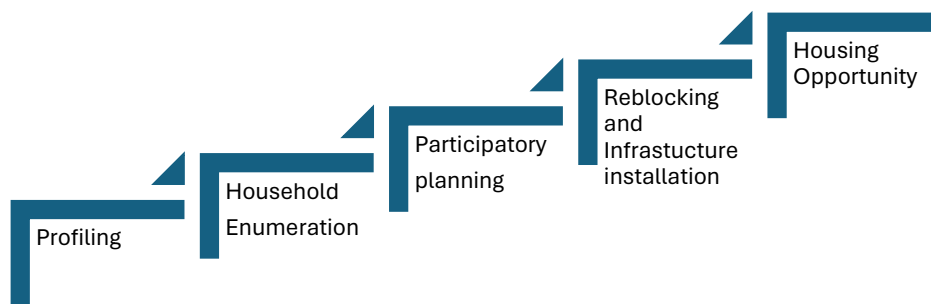 Profiling
Household
Enumeration
Participatory
planning
Reblocking
and
Infrastucture
installation
Housing
Opportunity